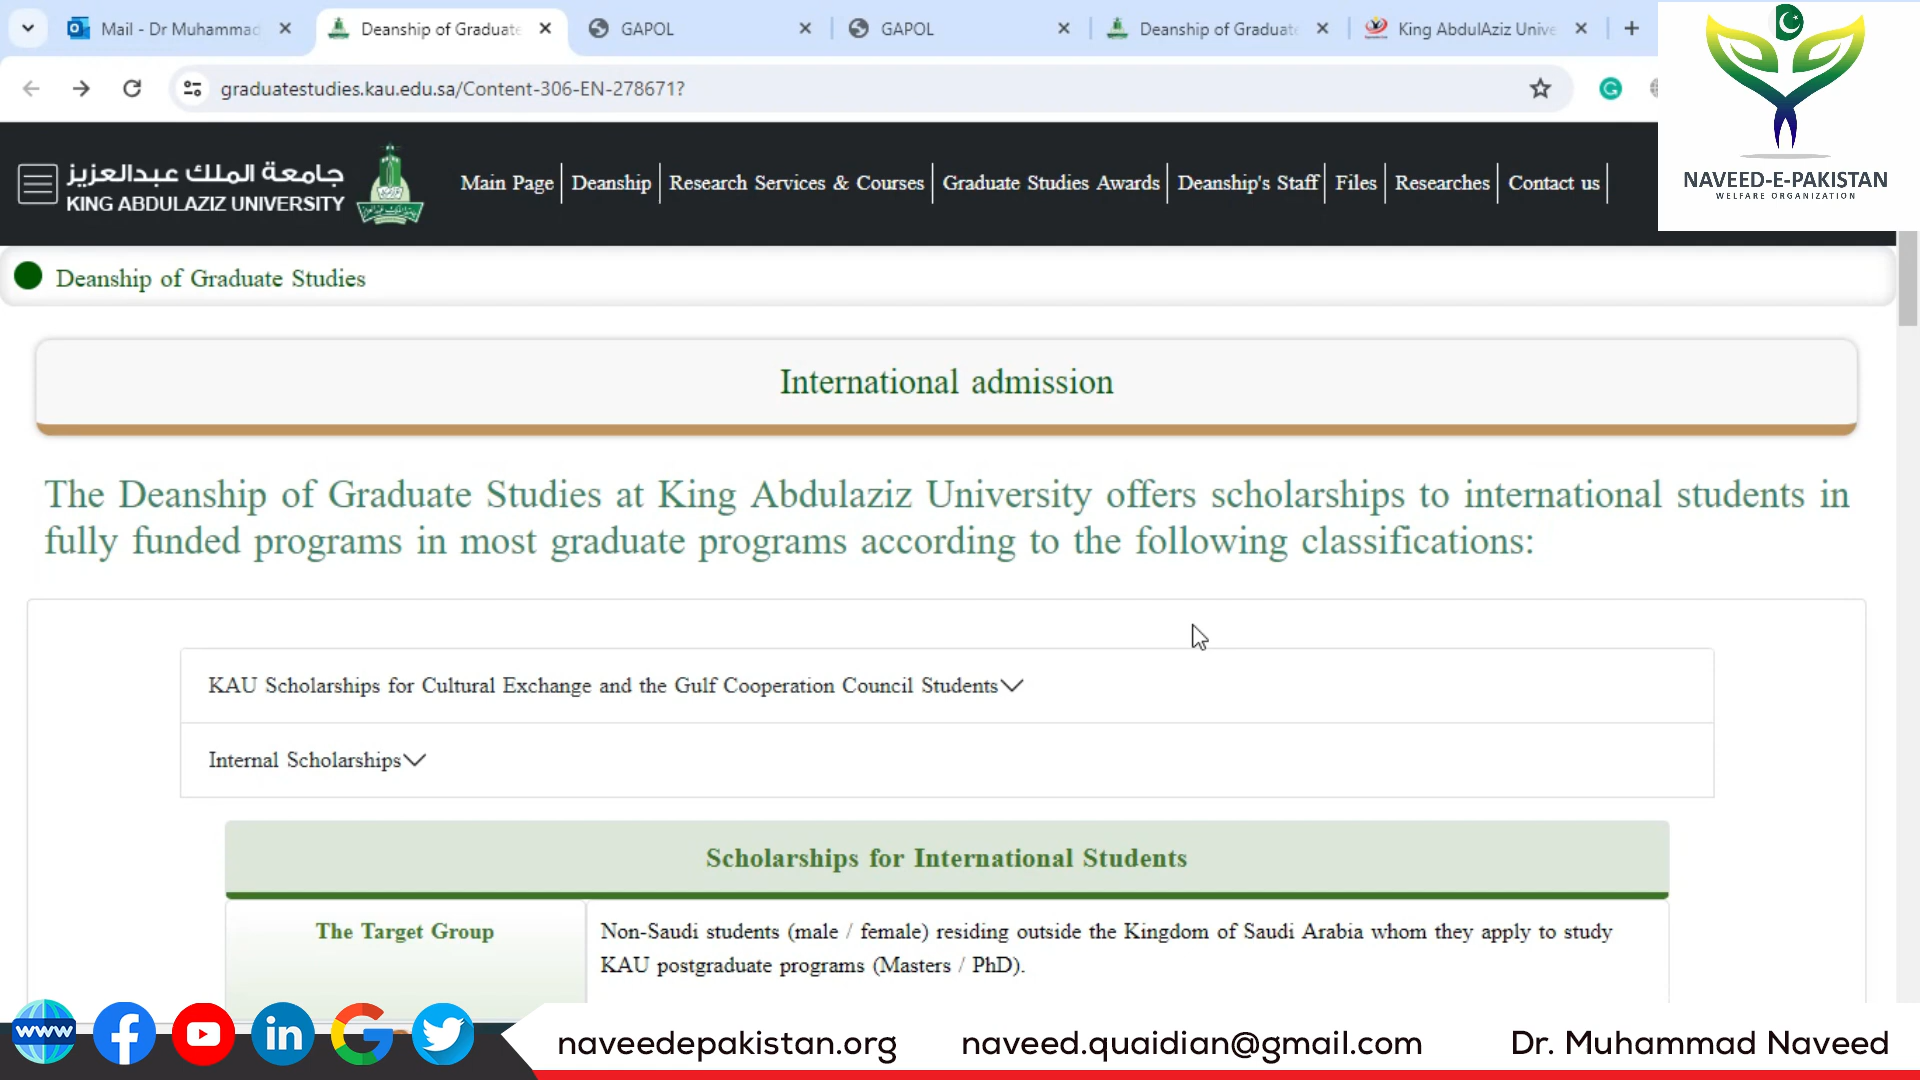 Mail - Dr Muhammad
Deanship of Graduate
GAPOL
GAPOL
Deanship of Graduate
King AbdulAziz Unive
graduatestudies.kau.edu.sa/Content-306-EN-278671?
جامعة الملك عبدالعزيز
KING ABDULAZIZ UNIVERSITY
Main Page
Deanship
Research Services & Courses
Graduate Studies Awards
Deanship's Staff
Files
Researches
Contact us
NAVEED-E-PAKISTAN
WELFARE ORGANIZATION
Deanship of Graduate Studies
International admission
The Deanship of Graduate Studies at King Abdulaziz University offers scholarships to international students in
fully funded programs in most graduate programs according to the following classifications:
KAU Scholarships for Cultural Exchange and the Gulf Cooperation Council Students
Internal Scholarships
Scholarships for International Students
The Target Group
Non-Saudi students (male / female) residing outside the Kingdom of Saudi Arabia whom they apply to study
KAU postgraduate programs (Masters / PhD).
www
in
naveedepakistan.org
naveed.quaidian@gmail.com
Dr. Muhammad Naveed